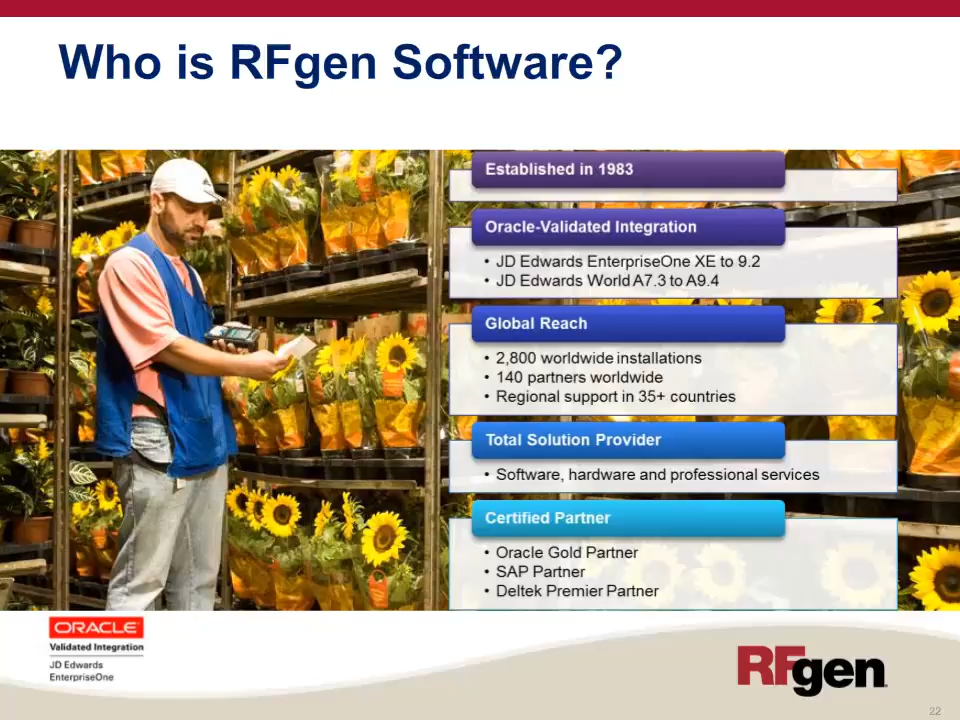 Who is RFgen Software?
Established in 1983
Oracle-Validated Integration
• JD Edwards EnterpriseOne XE to 9.2
• JD Edwards World A7.3 to A9.4
Global Reach
• 2,800 worldwide installations
• 140 partners worldwide
• Regional support in 35+ countries
Total Solution Provider
• Software, hardware and professional services
Certified Partner
• Oracle Gold Partner
• SAP Partner
• Deltek Premier Partner
ORACLE
Validated Integration
JD Edwards
EnterpriseOne
RFgen
22